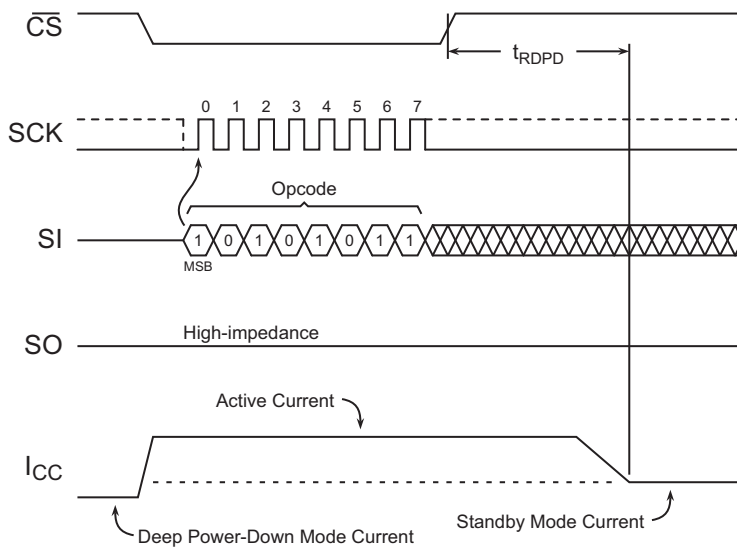 CS
tRDPD
0 1 2 3 4 5 6 7
SCK
Opcode
SI
1 0 1 0 1 0 1 1
MSB
High-impedance
SO
Active Current
ICC
Standby Mode Current
Deep Power-Down Mode Current